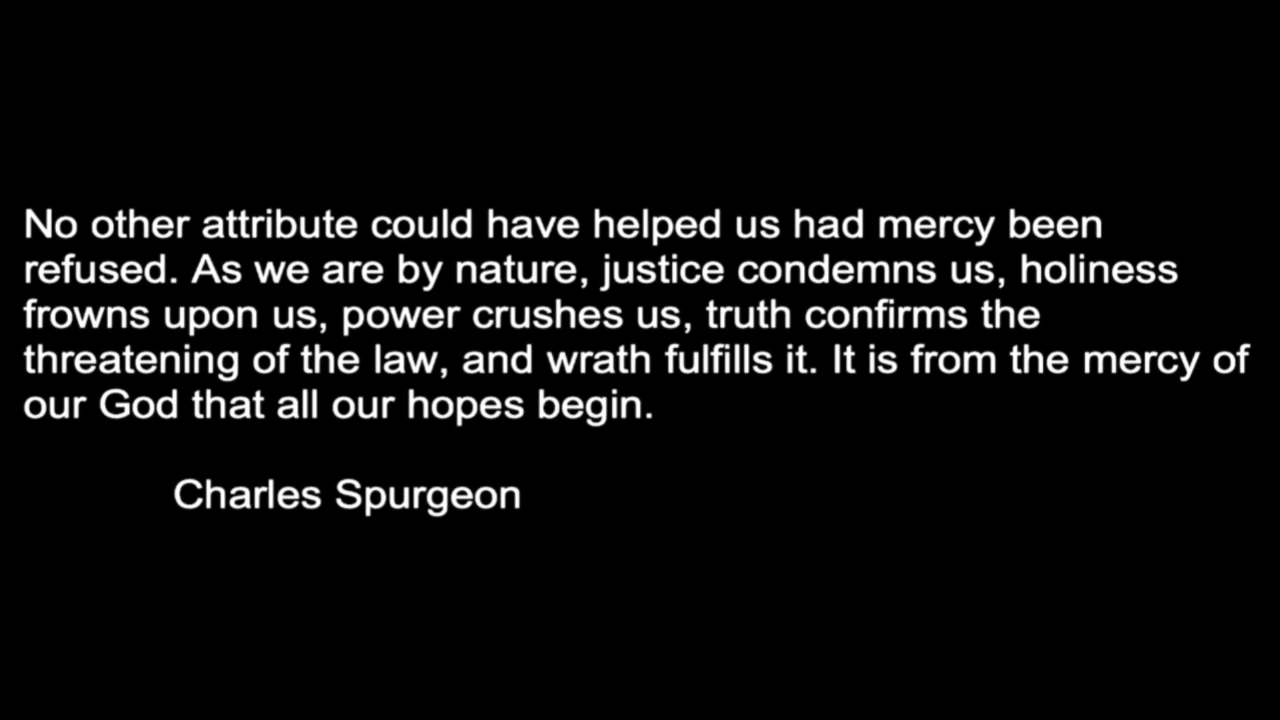 No other attribute could have helped us had mercy been
refused. As we are by nature, justice condemns us, holiness
frowns upon us, power crushes us, truth confirms the
threatening of the law, and wrath fulfills it. It is from the mercy of
our God that all our hopes begin.
Charles Spurgeon